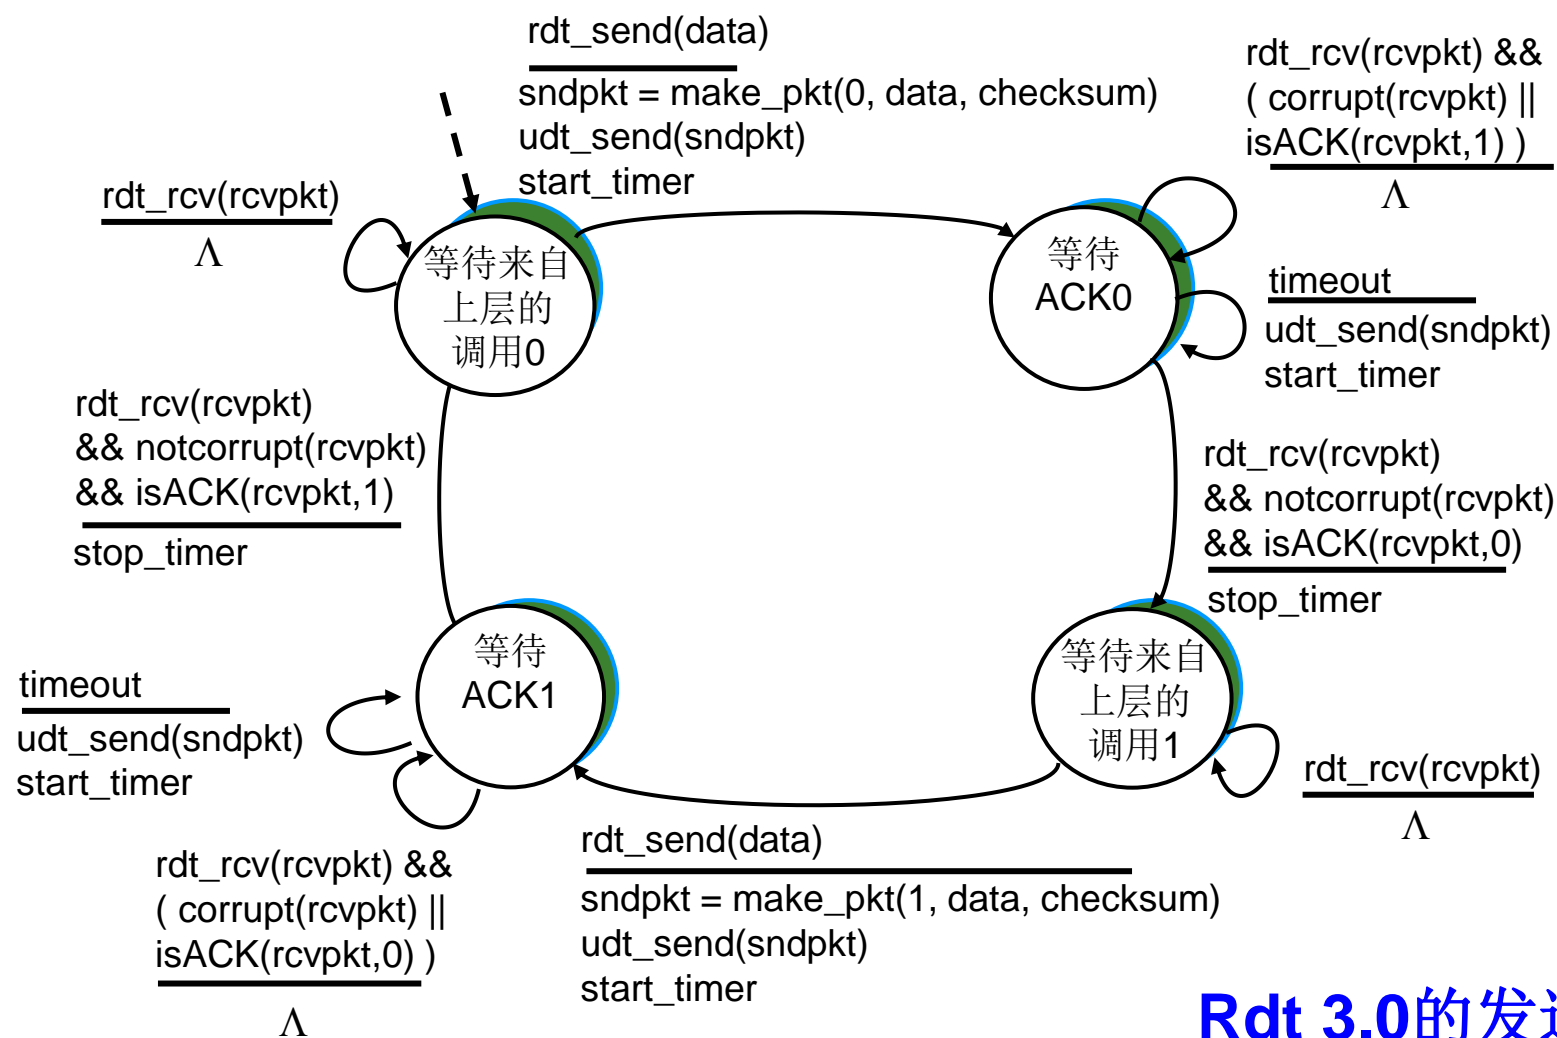 rdt_send(data)
sndpkt = make_pkt(0, data, checksum)
udt_send(sndpkt)
start_timer
rdt_rcv(rcvpkt) &&
( corrupt(rcvpkt) ||
isACK(rcvpkt,1) )
Λ
rdt_rcv(rcvpkt)
Λ
等待来自
上层的
调用0
等待
ACK0
timeout
udt_send(sndpkt)
start_timer
rdt_rcv(rcvpkt)
&& notcorrupt(rcvpkt)
&& isACK(rcvpkt,1)
stop_timer
rdt_rcv(rcvpkt)
&& notcorrupt(rcvpkt)
&& isACK(rcvpkt,0)
stop_timer
等待
ACK1
等待来自
上层的
调用1
timeout
udt_send(sndpkt)
start_timer
rdt_rcv(rcvpkt)
Λ
rdt_rcv(rcvpkt) &&
( corrupt(rcvpkt) ||
isACK(rcvpkt,0) )
Λ
rdt_send(data)
sndpkt = make_pkt(1, data, checksum)
udt_send(sndpkt)
start_timer
Rdt 3.0的发